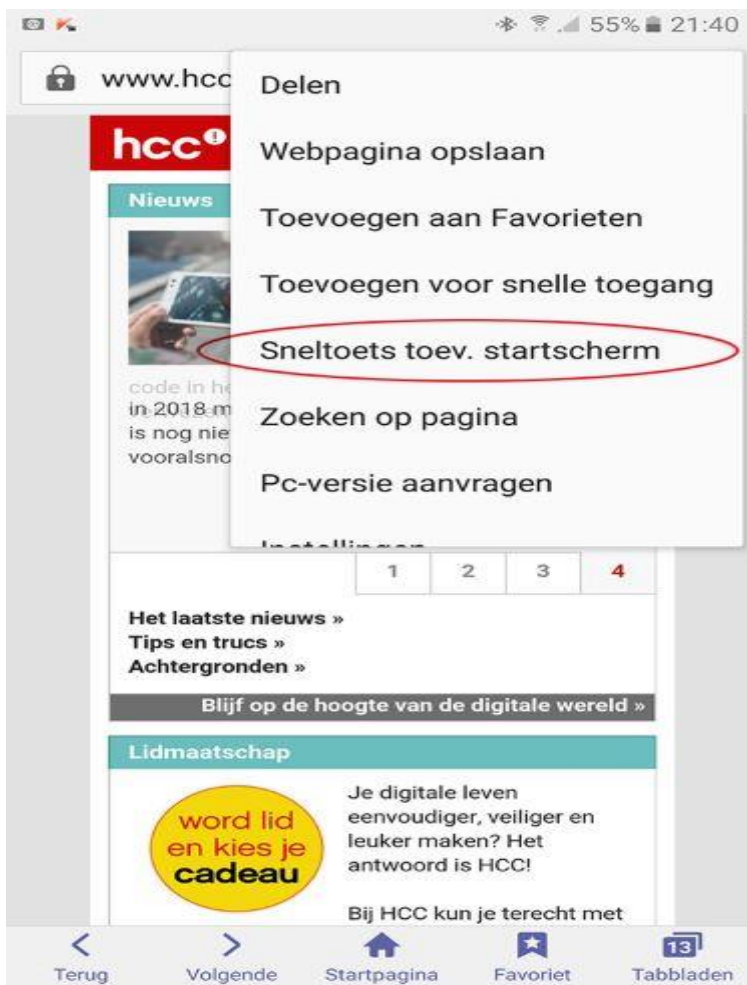 55% 21:40
www.hcc
Delen
Webpagina opslaan
Toevoegen aan Favorieten
Toevoegen voor snelle toegang
Sneltoets toev. startscherm
Zoeken op pagina
Pc-versie aanvragen
Instellingen
hcc!
Nieuws
code in he
in 2018 m
is nog nie
vooralsno
1 2 3 4
Het laatste nieuws »
Tips en trucs »
Achtergronden »
Blijf op de hoogte van de digitale wereld »
Lidmaatschap
word lid
en kies je
cadeau
Je digitale leven
eenvoudiger, veiliger en
leuker maken? Het
antwoord is HCC!
Bij HCC kun je terecht met
Terug Volgende Startpagina Favoriet 13 Tabbladen